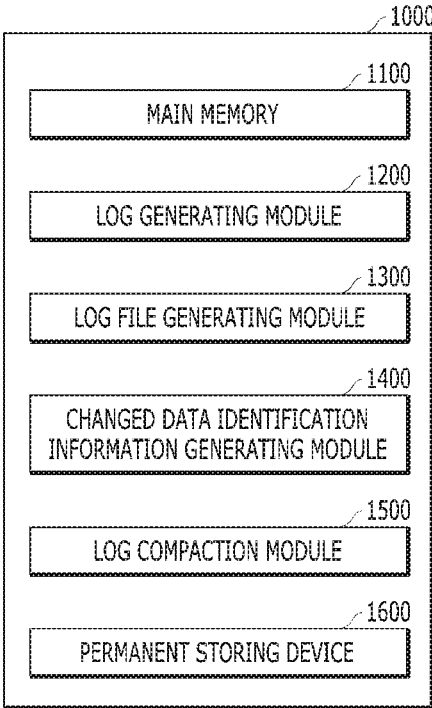 1000
1100
MAIN MEMORY
1200
LOG GENERATING MODULE
1300
LOG FILE GENERATING MODULE
1400
CHANGED DATA IDENTIFICATION
INFORMATION GENERATING MODULE
1500
LOG COMPACTION MODULE
1600
PERMANENT STORING DEVICE